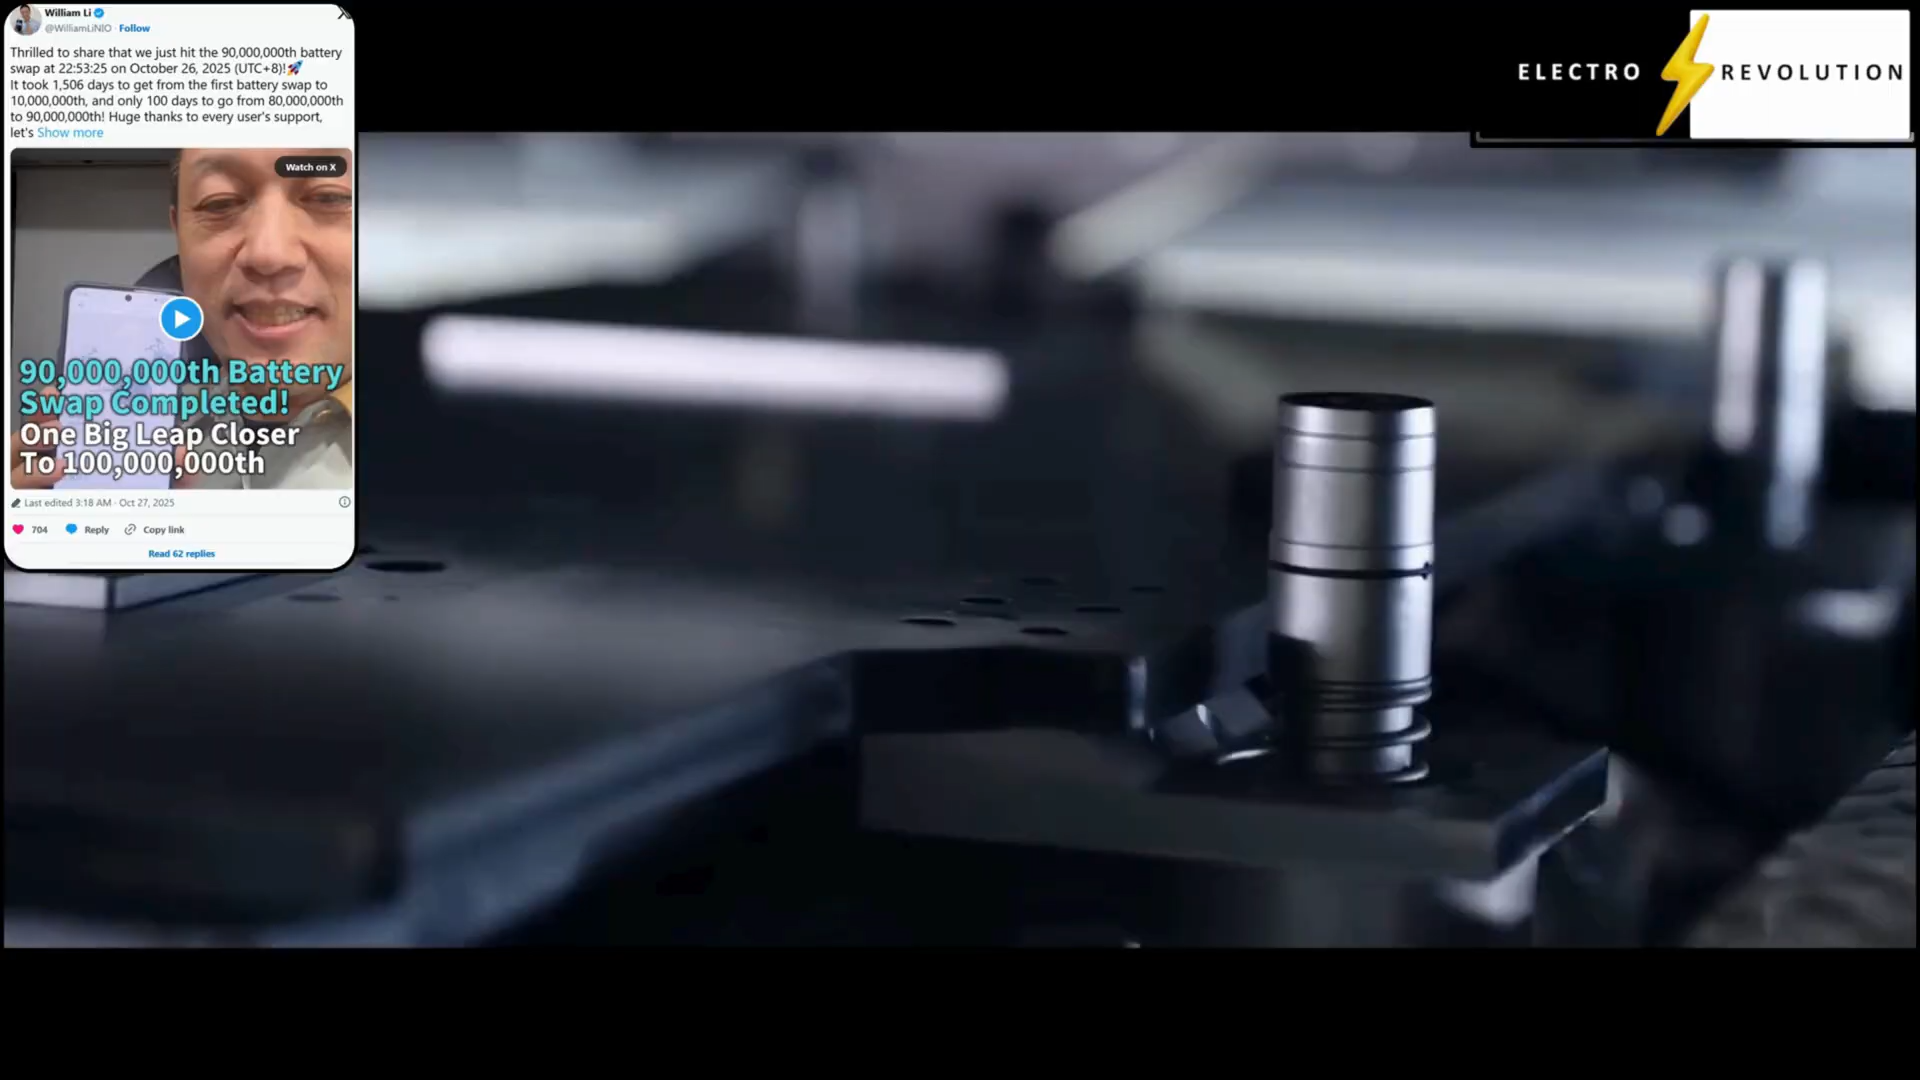 William Li
@WilliamLiNIO · Follow
Thrilled to share that we just hit the 90,000,000th battery
swap at 22:53:25 on October 26, 2025 (UTC+8)!🚀
It took 1,506 days to get from the first battery swap to
10,000,000th, and only 100 days to go from 80,000,000th
to 90,000,000th! Huge thanks to every user's support,
let's Show more
Watch on X
90,000,000th Battery
Swap Completed!
One Big Leap Closer
To 100,000,000th
Last edited 3:18 AM · Oct 27, 2025
704 Reply Copy link
Read 62 replies
ELECTRO REVOLUTION